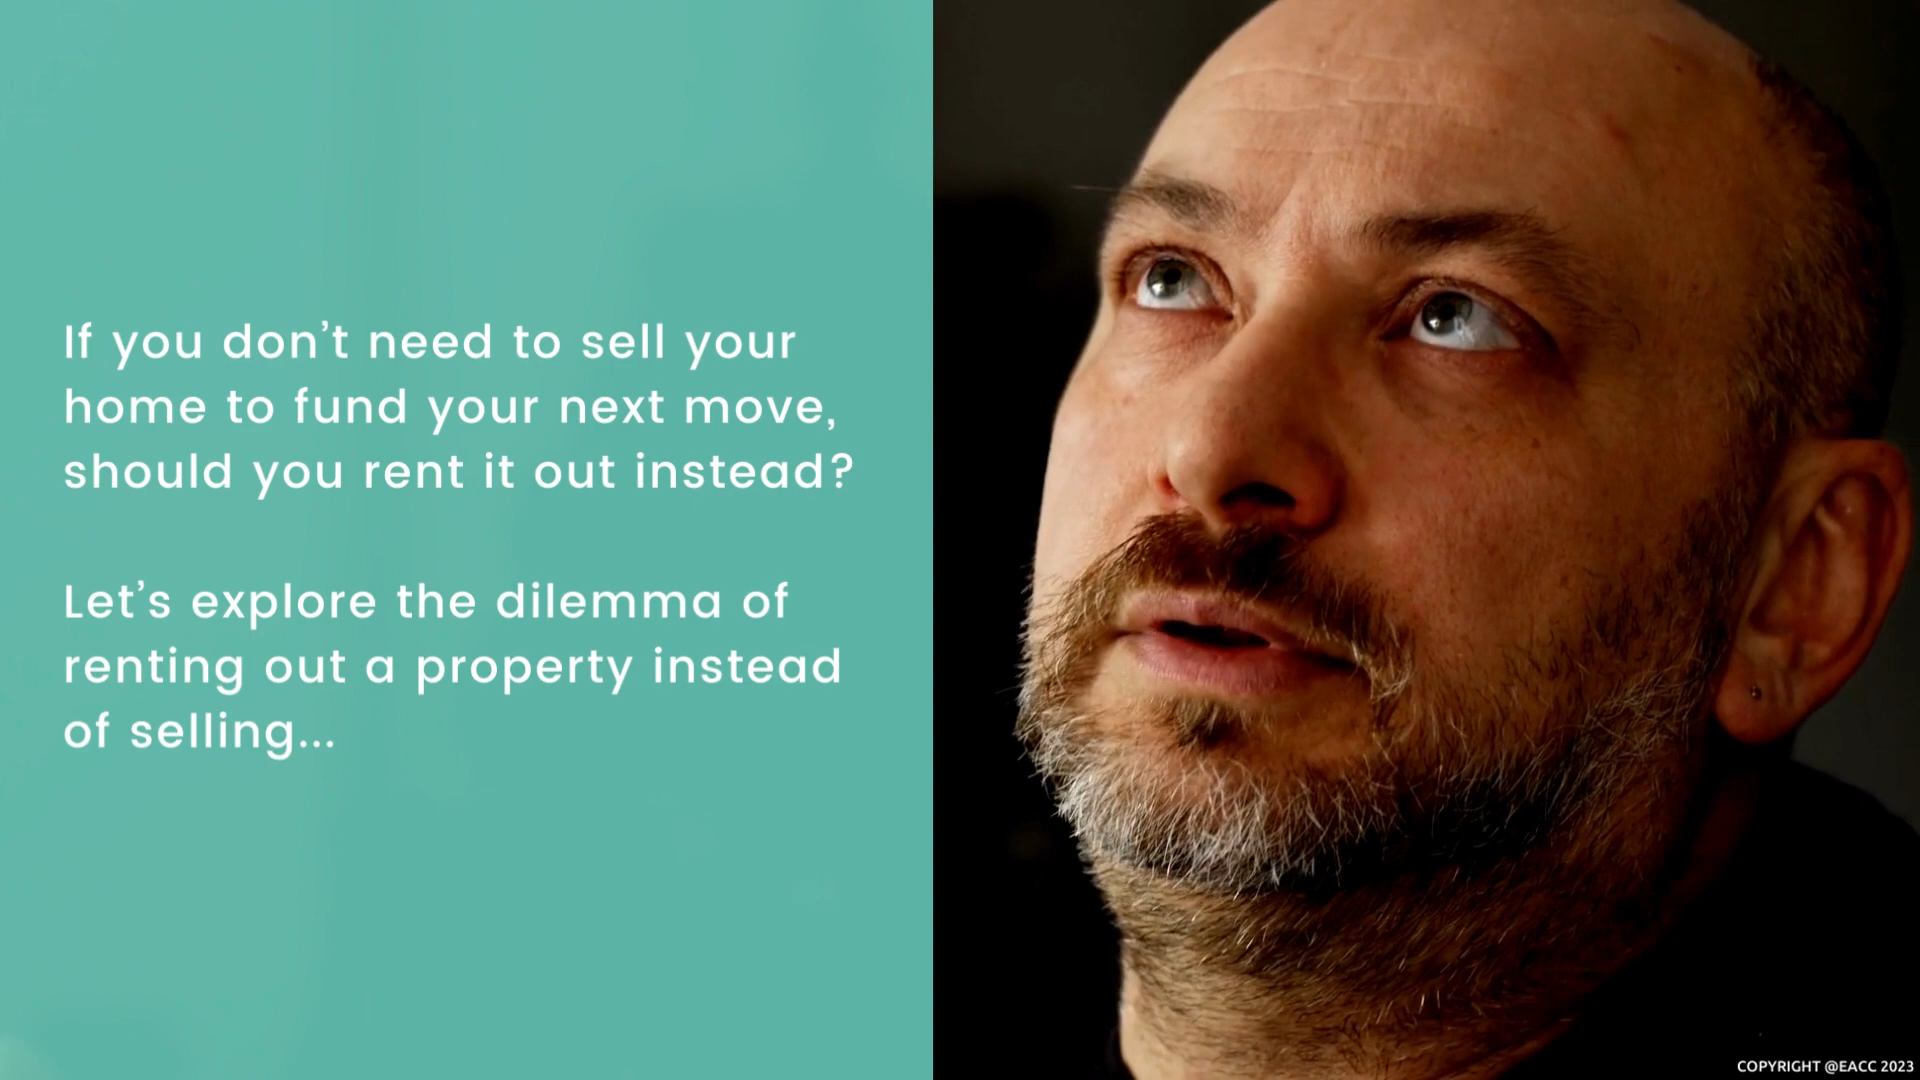 If you don’t need to sell your
home to fund your next move,
should you rent it out instead?
Let’s explore the dilemma of
renting out a property instead
of selling...
COPYRIGHT @EACC 2023